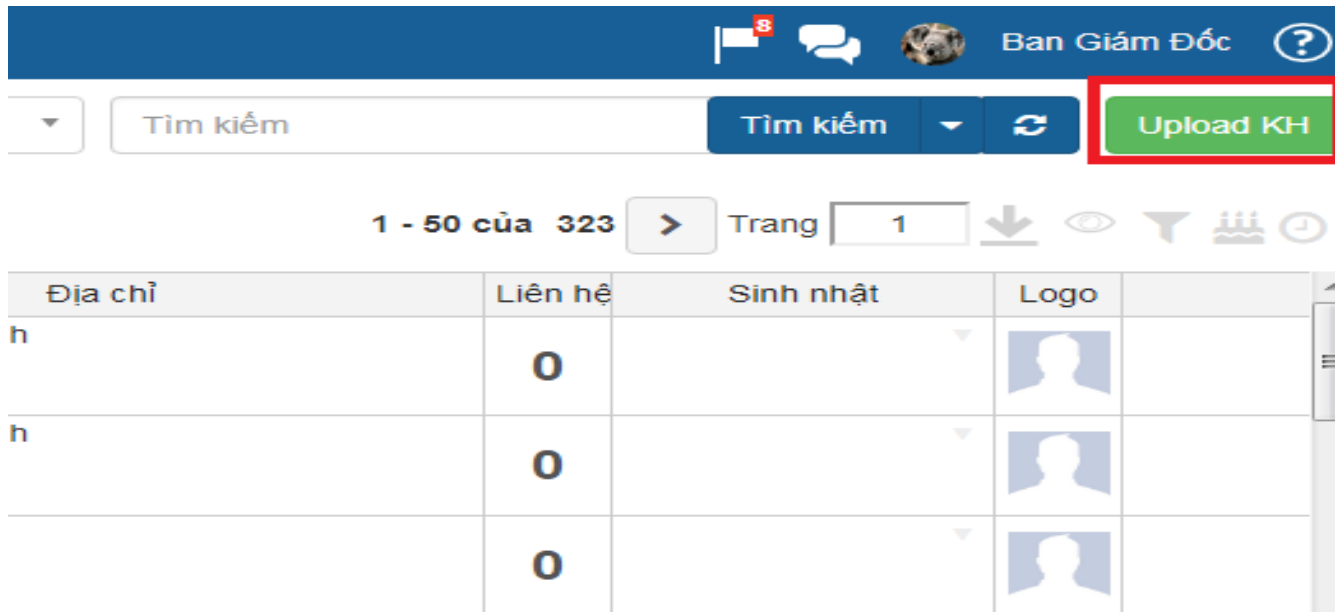 8 Ban Giám Đốc ?
Tìm kiếm Tìm kiếm Upload KH
1 - 50 của 323 > Trang 1
Địa chỉ Liên hệ Sinh nhật Logo
h
0
h
0
0